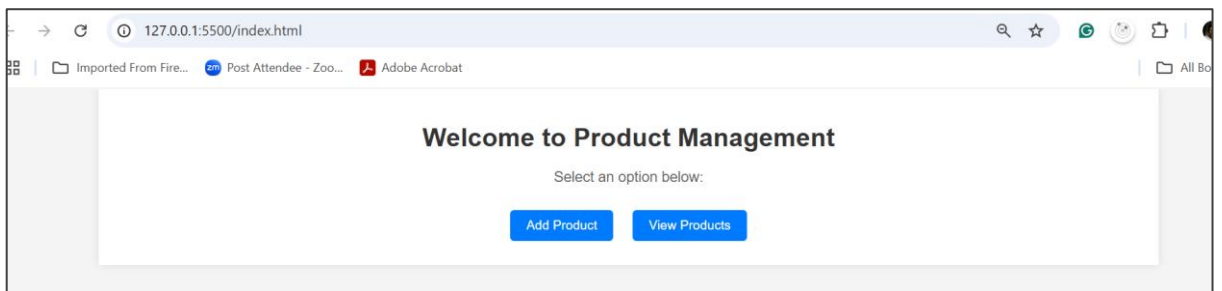 127.0.0.1:5500/index.html
Imported From Fire... Post Attendee - Zoo... Adobe Acrobat All Bo
Welcome to Product Management
Select an option below:
Add Product View Products